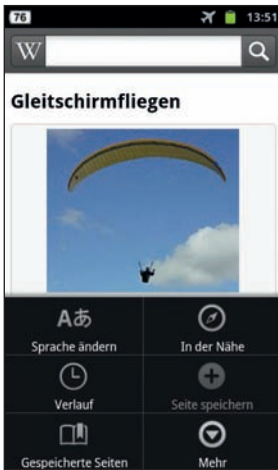 76 13:51
W
Gleitschirmfliegen
Aあ
Sprache ändern In der Nähe
Verlauf Seite speichern
Gespeicherte Seiten Mehr